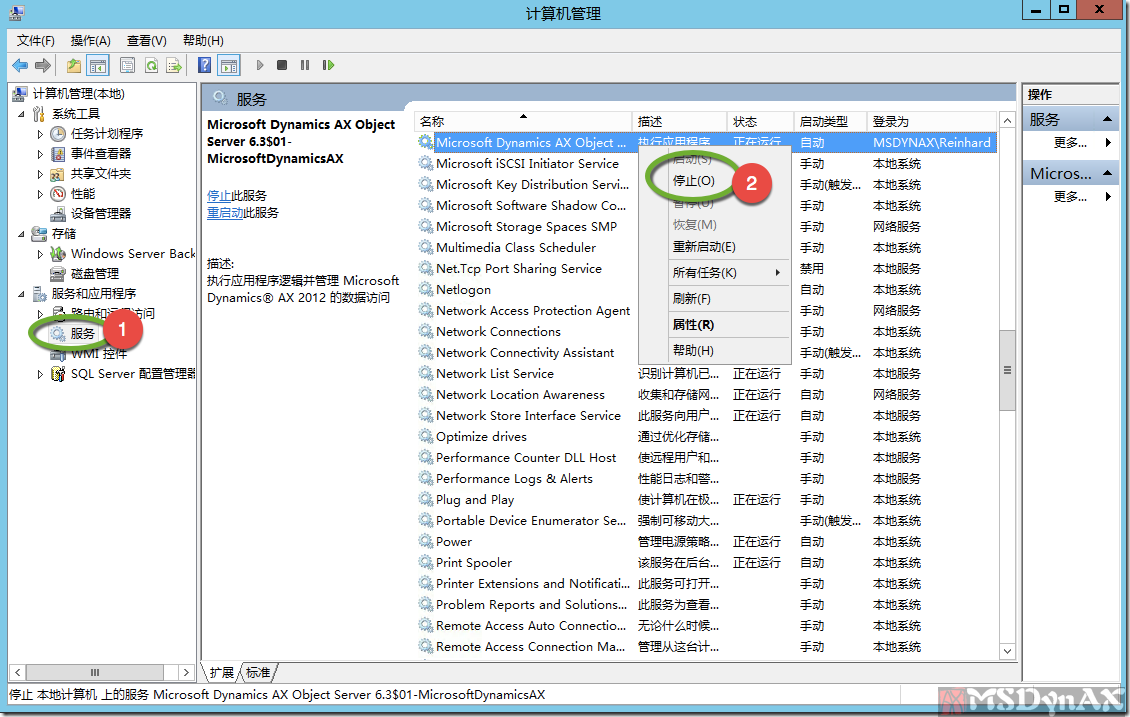 计算机管理
文件(F) 操作(A) 查看(V) 帮助(H)
计算机管理(本地)
系统工具
任务计划程序
事件查看器
共享文件夹
性能
设备管理器
存储
Windows Server Back
磁盘管理
服务和应用程序
路由和远程访问
服务
1
WMI 控件
SQL Server 配置管理器
服务
Microsoft Dynamics AX Object
Server 6.3$01-
MicrosoftDynamicsAX
停止此服务
重启动此服务
描述:
执行应用程序逻辑并管理 Microsoft
Dynamics® AX 2012 的数据访问
名称 描述 状态 启动类型 登录为
Microsoft Dynamics AX Object ... 执行应用程序... 正在运行 自动 MSDYNAX\Reinhard
Microsoft iSCSI Initiator Service 手动 本地系统
Microsoft Key Distribution Servi... 手动(触发... 本地系统
Microsoft Software Shadow Co... 手动 本地系统
Microsoft Storage Spaces SMP 手动 网络服务
Multimedia Class Scheduler 手动 本地系统
Net.Tcp Port Sharing Service 禁用 本地服务
Netlogon 手动 本地系统
Network Access Protection Agent 手动 网络服务
Network Connections 手动 本地系统
Network Connectivity Assistant 手动(触发... 本地系统
Network List Service 识别计算机已... 正在运行 手动 本地服务
Network Location Awareness 收集和存储网... 正在运行 自动 网络服务
Network Store Interface Service 此服务向用户... 正在运行 自动 本地服务
Optimize drives 通过优化存储... 手动 本地系统
Performance Counter DLL Host 使远程用户和... 手动 本地服务
Performance Logs & Alerts 性能日志和警... 手动 本地服务
Plug and Play 使计算机在极... 正在运行 手动 本地系统
Portable Device Enumerator Se... 强制可移动大... 手动(触发... 本地系统
Power 管理电源策略... 正在运行 自动 本地系统
Print Spooler 该服务在后台... 正在运行 自动 本地系统
Printer Extensions and Notificati... 此服务可打开... 手动 本地系统
Problem Reports and Solutions... 此服务为查看... 手动 本地系统
Remote Access Auto Connectio... 无论什么时候... 手动 本地系统
Remote Access Connection Ma... 管理从这台计... 手动 本地系统
启动(S)
停止(O)
2
暂停(U)
恢复(M)
重新启动(E)
所有任务(K)
刷新(F)
属性(R)
帮助(H)
操作
服务
更多...
Micros...
更多...
扩展 标准
停止 本地计算机 上的服务 Microsoft Dynamics AX Object Server 6.3$01-MicrosoftDynamicsAX
MSDynAX